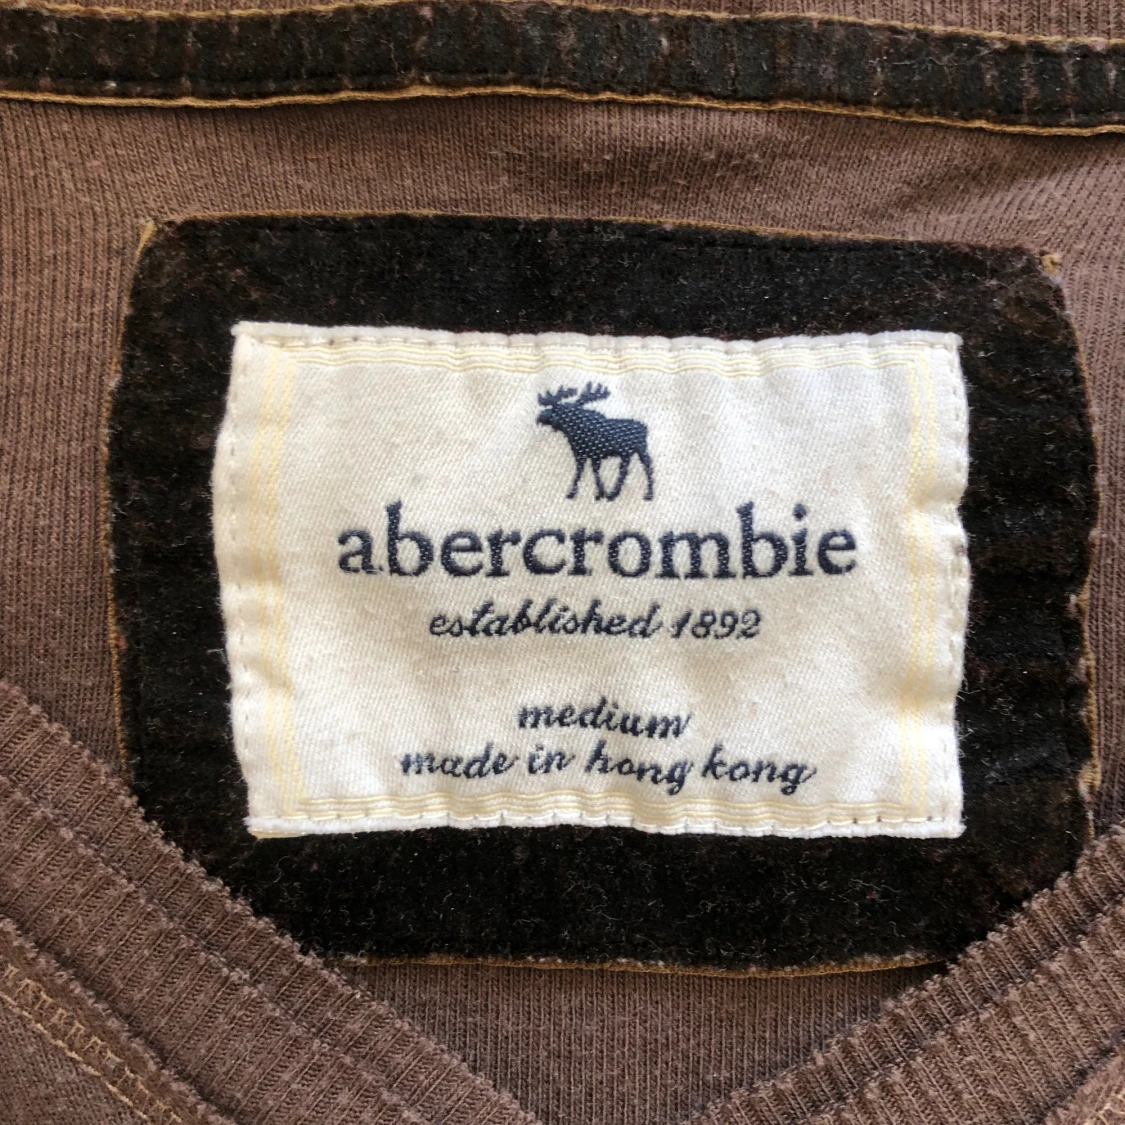 abercrombie
established 1892
medium
made in hong kong